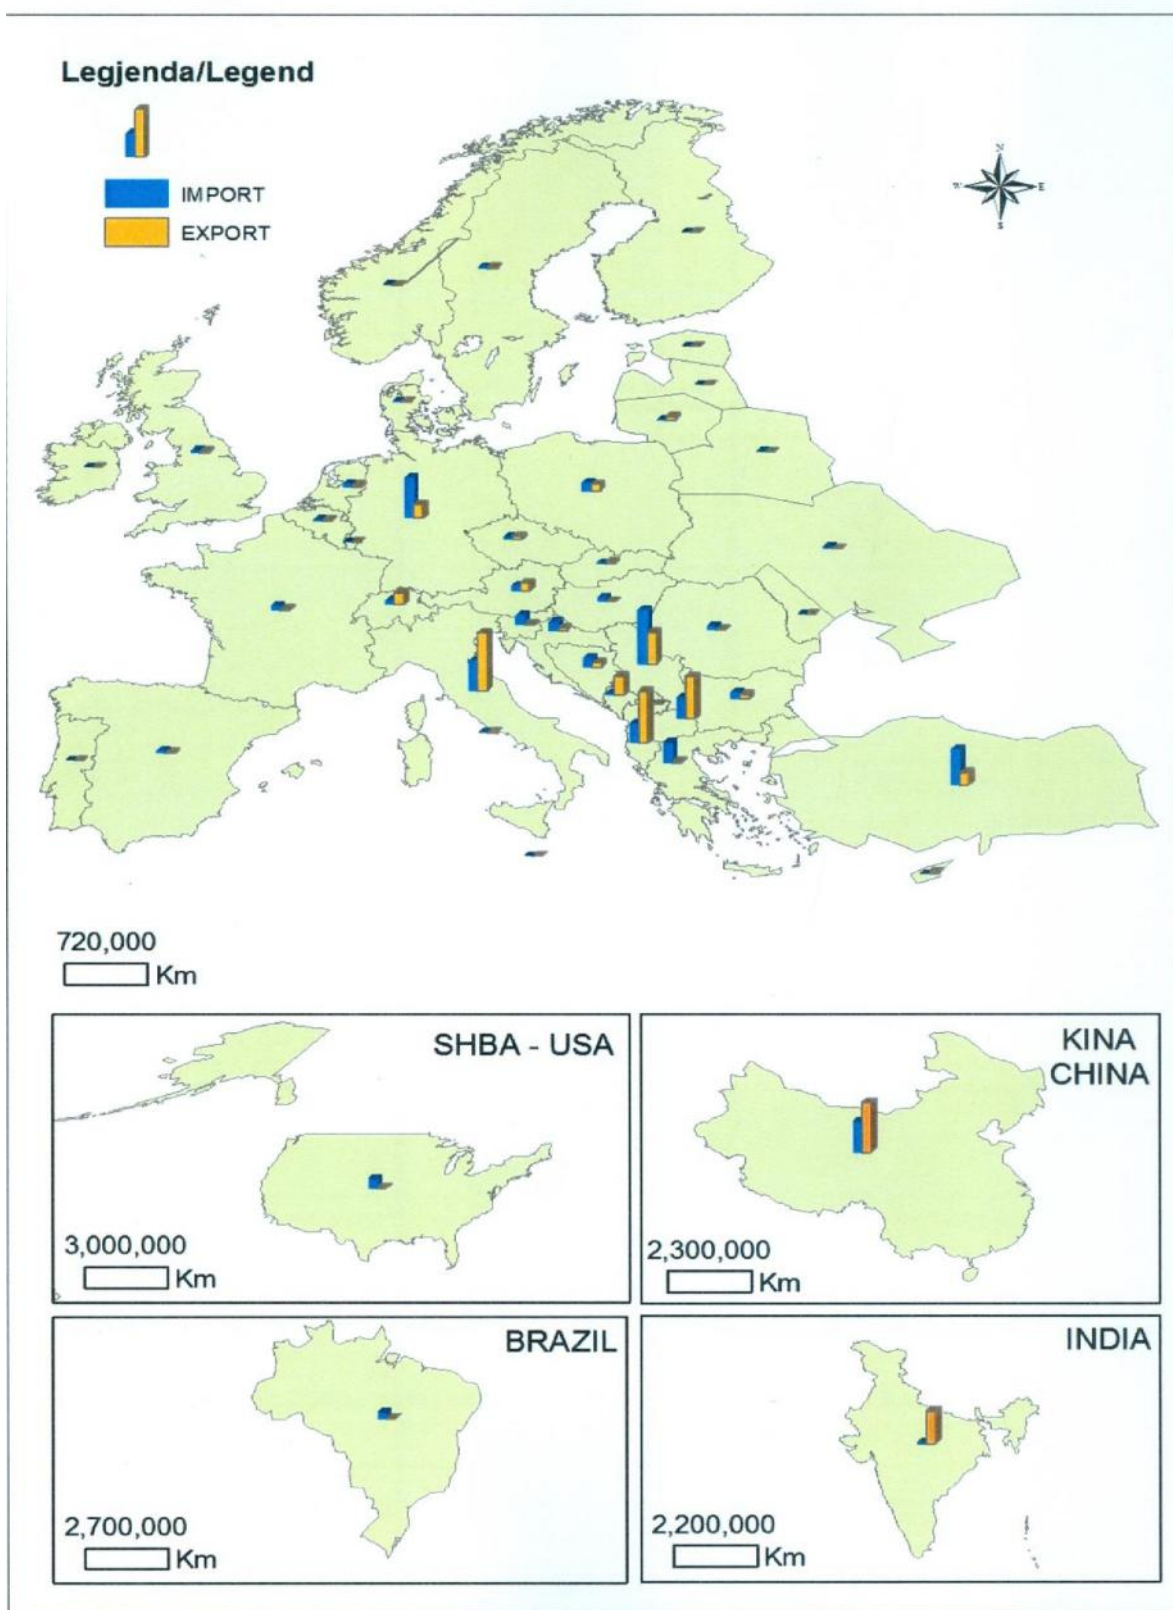 Legjenda/Legend
IMPORT
EXPORT
N
W
E
S
720,000
Km
SHBA - USA
3,000,000
Km
KINA
CHINA
2,300,000
Km
BRAZIL
2,700,000
Km
INDIA
2,200,000
Km